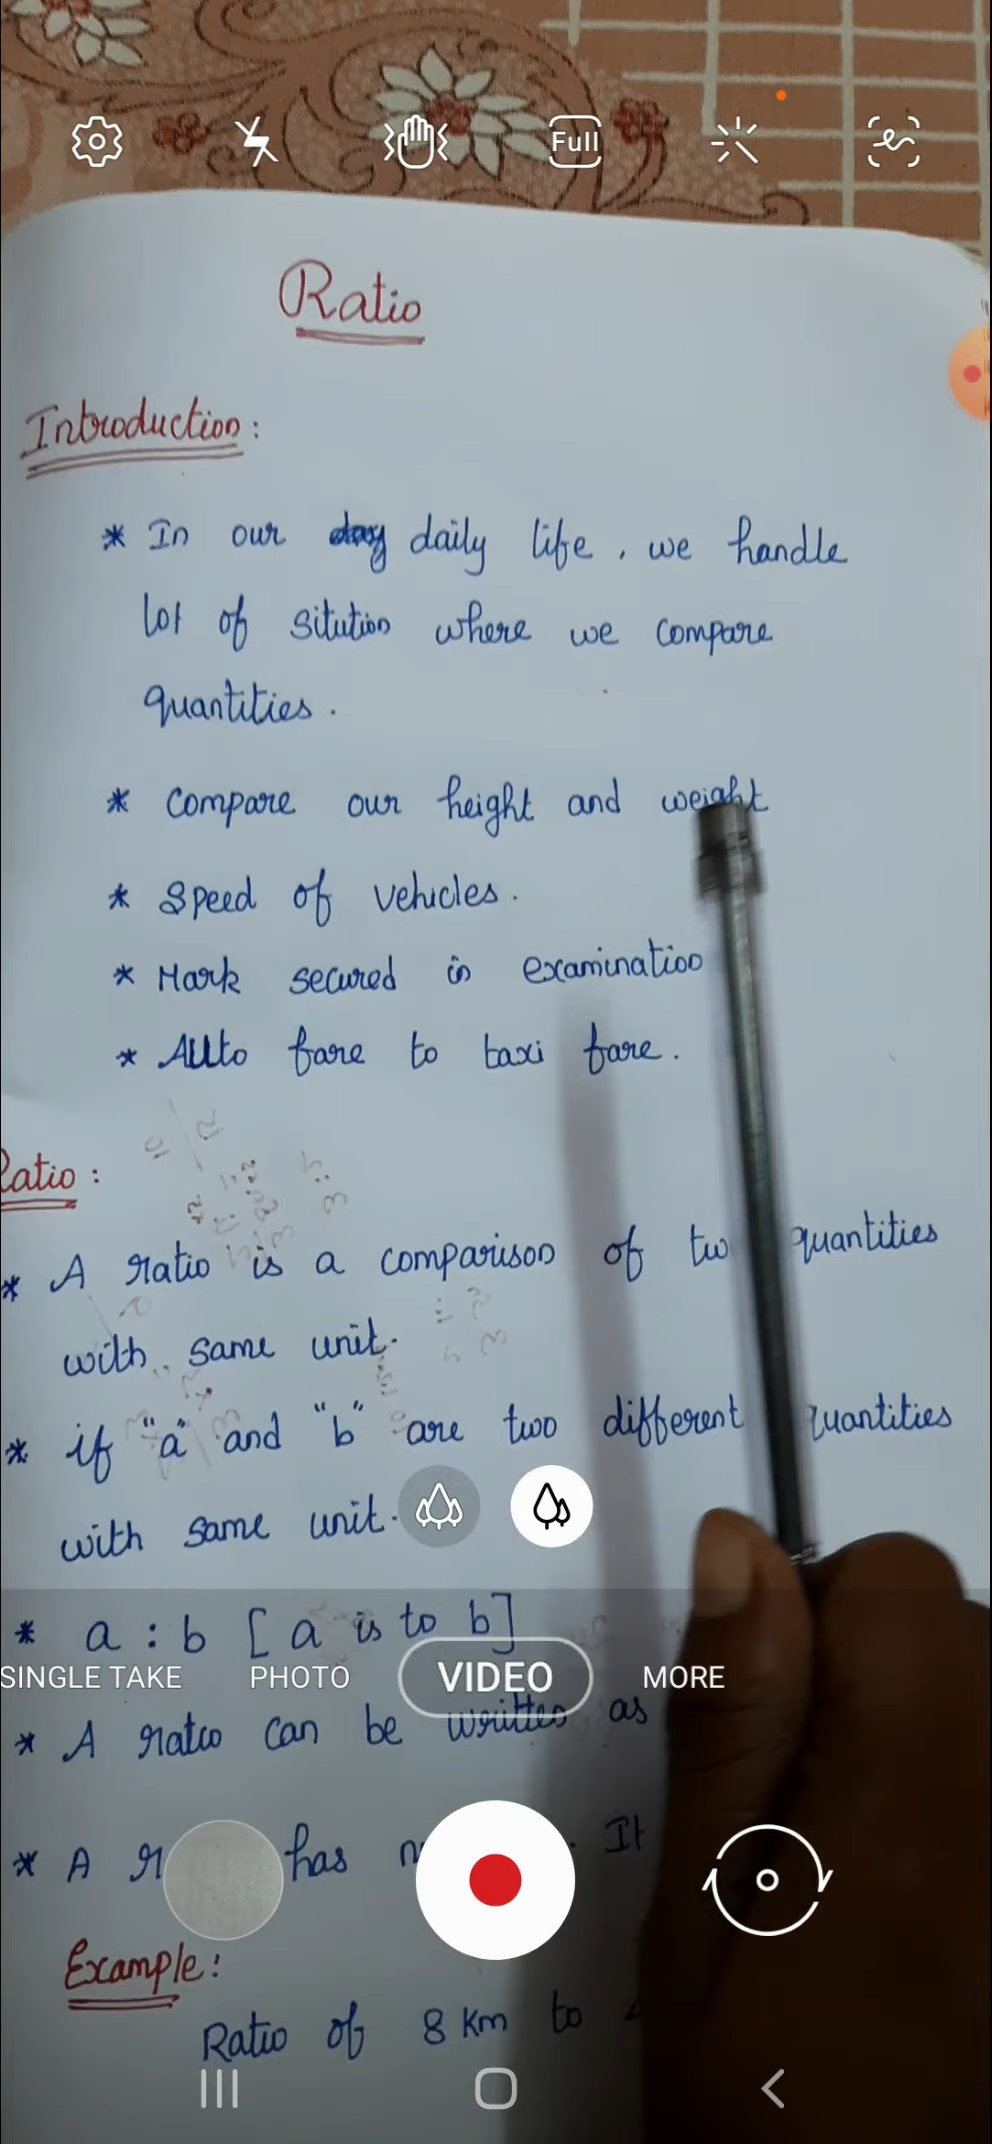 Full
Ratio
Introduction:
* In our daily life, we handle
lot of sitution where we compare
quantities.
* compare our height and weight
* Speed of vehicles.
* Mark secured in examination
* Auto fare to taxi fare.
Ratio:
* A ratio is a comparison of quantities
with same unit.
* if "a" and "b" are two different quantities
with same unit.
* a : b [a is to b]
SINGLE TAKE PHOTO VIDEO MORE
* A ratio can be written as
* A has It
Example:
Ratio of 8 Km to